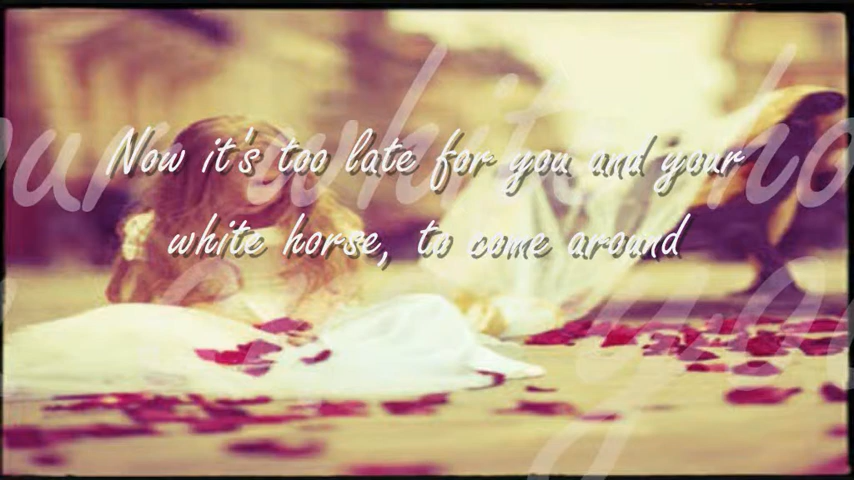 Now it's too late for you and your
white horse, to come around